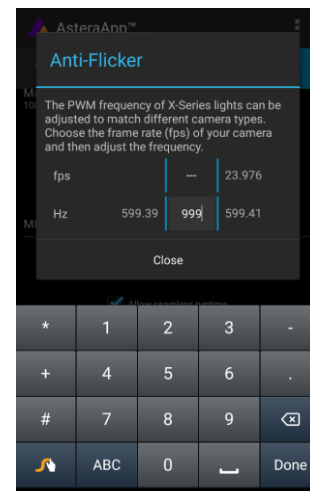 AsteraApp™
Anti-Flicker
The PWM frequency of X-Series lights can
be adjusted to match different camera types.
Choose the frame rate (fps) of your camera
and then adjust the frequency.
fps --- 23.976
Hz 599.39 999 599.41
Close
Allow seamless runtime
* 1 2 3 -
+ 4 5 6 .
# 7 8 9
ABC 0 Done